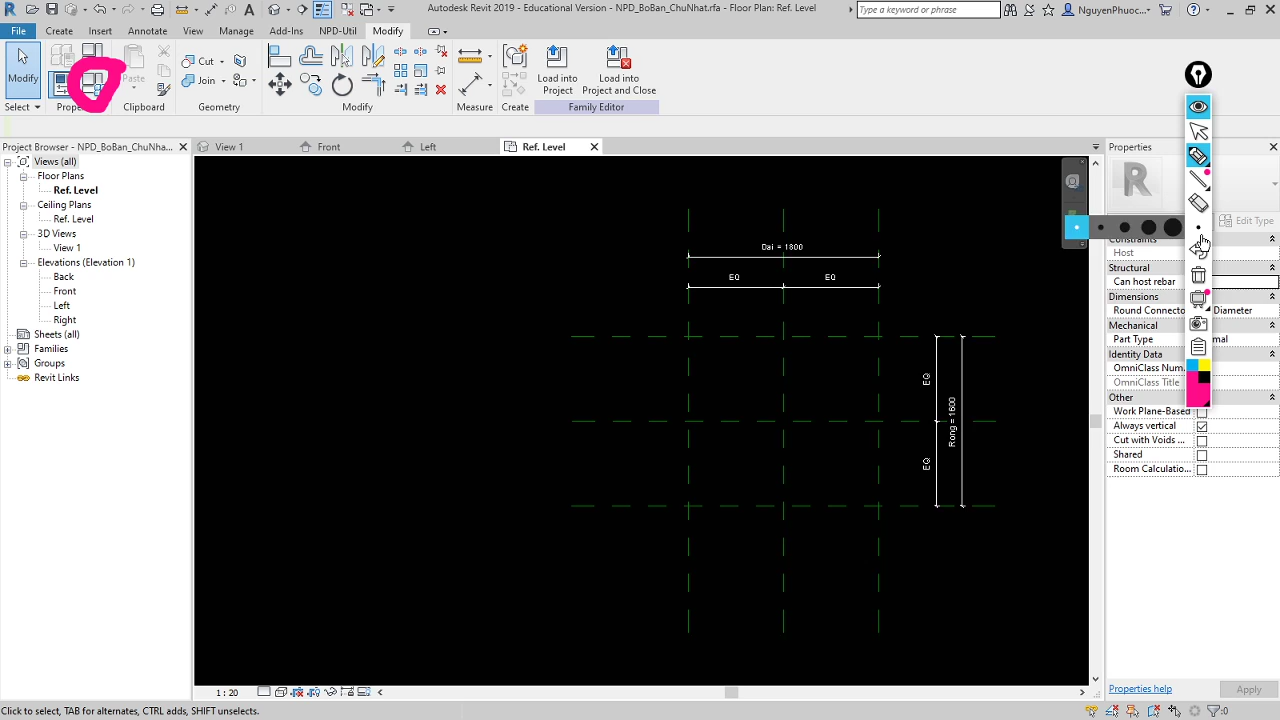 Autodesk Revit 2019 - Educational Version - NPD_BoBan_ChuNhat.rfa - Floor Plan: Ref. Level
Type a keyword or phrase
NguyenPhuoc...
File
Create
Insert
Annotate
View
Manage
Add-Ins
NPD-Util
Modify
Modify
Paste
Cut
Join
Load into
Project
Load into
Project and Close
Select
Clipboard
Geometry
Modify
Measure
Create
Family Editor
Project Browser - NPD_BoBan_ChuNha...
View 1
Front
Left
Ref. Level
Properties
Views (all)
Floor Plans
Ref. Level
Ceiling Plans
Ref. Level
3D Views
View 1
Elevations (Elevation 1)
Back
Front
Left
Right
Sheets (all)
Families
Groups
Revit Links
Dai = 1800
EQ
EQ
EQ
Rong = 1600
EQ
R
Edit Type
Constraints
Host
Structural
Can host rebar
Dimensions
Round Connecto
Diameter
Mechanical
Part Type
mal
Identity Data
OmniClass Num
OmniClass Title
Other
Work Plane-Based
Always vertical
Cut with Voids ...
Shared
Room Calculatio...
Properties help
Apply
1 : 20
Click to select, TAB for alternates, CTRL adds, SHIFT unselects.
:0